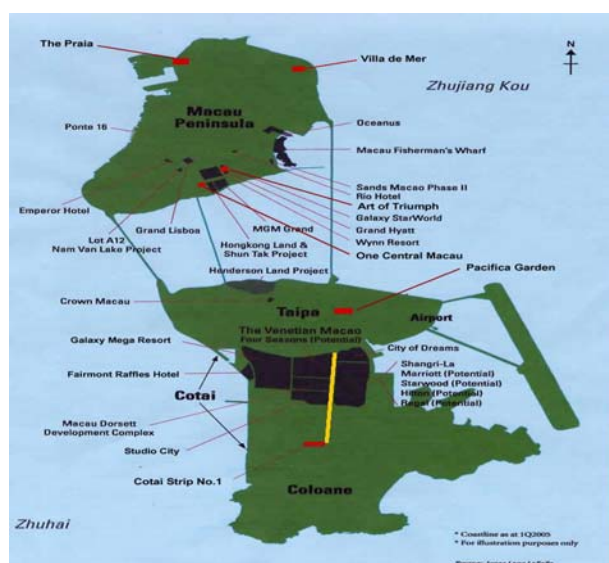 The Praia
Villa de Mer
N
Zhujiang Kou
Macau
Peninsula
Ponte 16
Oceanus
Macau Fisherman's Wharf
Sands Macao Phase II
Rio Hotel
Art of Triumph
Emperor Hotel
Galaxy StarWorld
Grand Lisboa
MGM Grand
Grand Hyatt
Lot A12
Nam Van Lake Project
Hongkong Land &
Shun Tak Project
Wynn Resort
One Central Macau
Henderson Land Project
Pacifica Garden
Crown Macau
Taipa
Airport
The Venetian Macao
Four Seasons (Potential)
Galaxy Mega Resort
City of Dreams
Fairmont Raffles Hotel
Shangri-La
Marriott (Potential)
Starwood (Potential)
Hilton (Potential)
Regal (Potential)
Cotai
Macau Dorsett
Development Complex
Studio City
Cotai Strip No.1
Coloane
Zhuhai
* Coastline as at 1Q2005
* For illustration purposes only